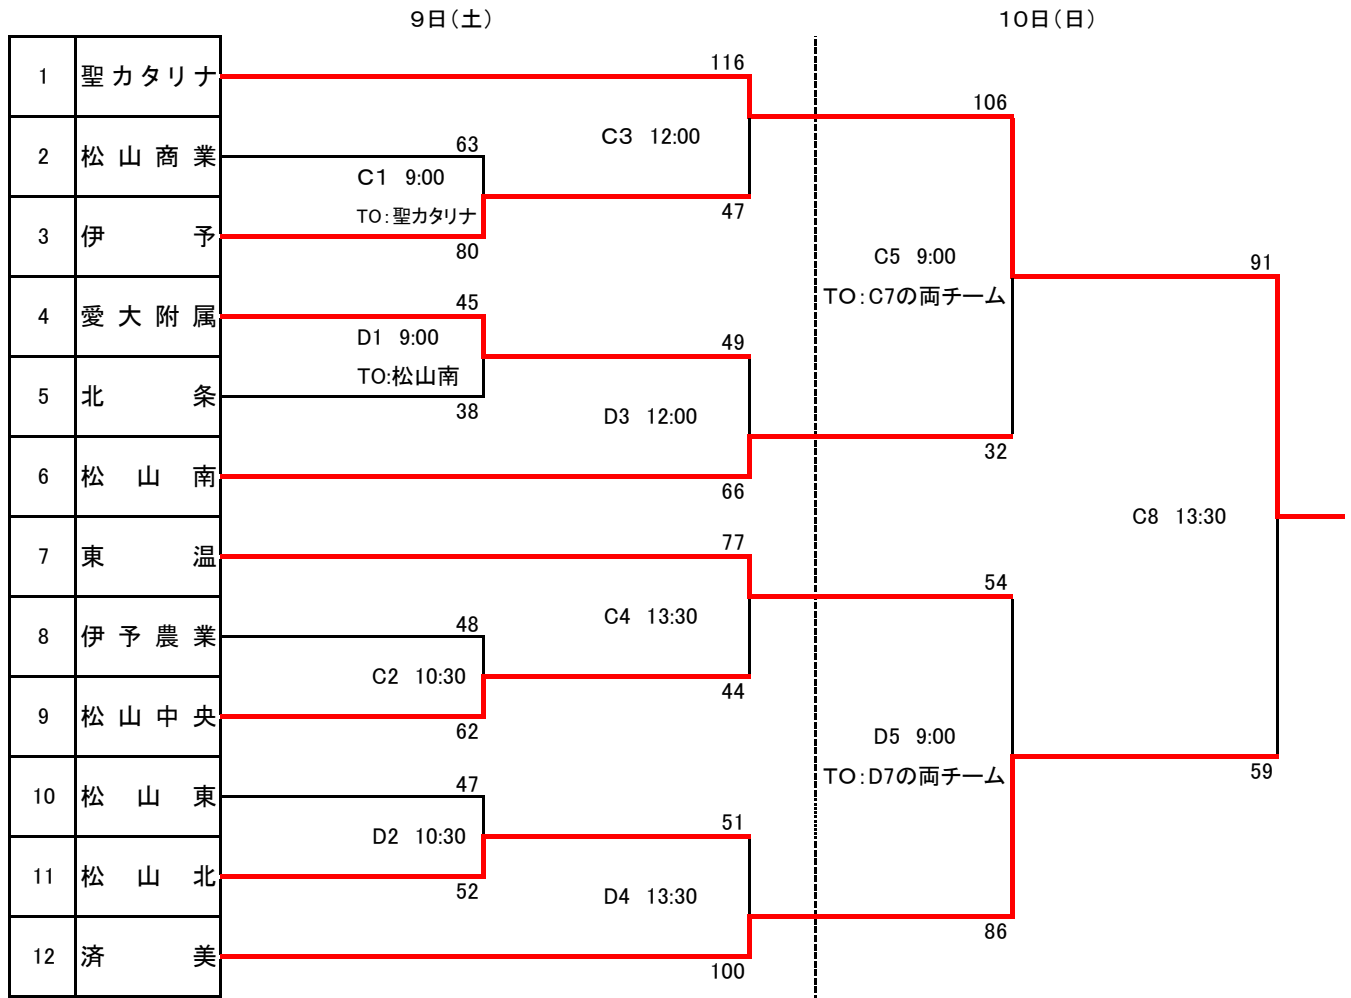 ９日（土）
１０日（日）
1 聖カタリナ
116
106
2 松山商業
63
C３ 12:00
C１ 9:00
TO：聖カタリナ
47
3 伊予
80
C５ 9:00
TO：C7の両チーム
91
4 愛大附属
45
D1 9:00
49
TO:松山南
5 北条
38
D3 12:00
32
6 松山南
66
C8 13:30
7 東温
77
54
8 伊予農業
48
C4 13:30
C2 10:30
44
9 松山中央
62
D5 9:00
TO：D7の両チーム
59
10 松山東
47
51
D2 10:30
11 松山北
52
D4 13:30
86
12 済美
100